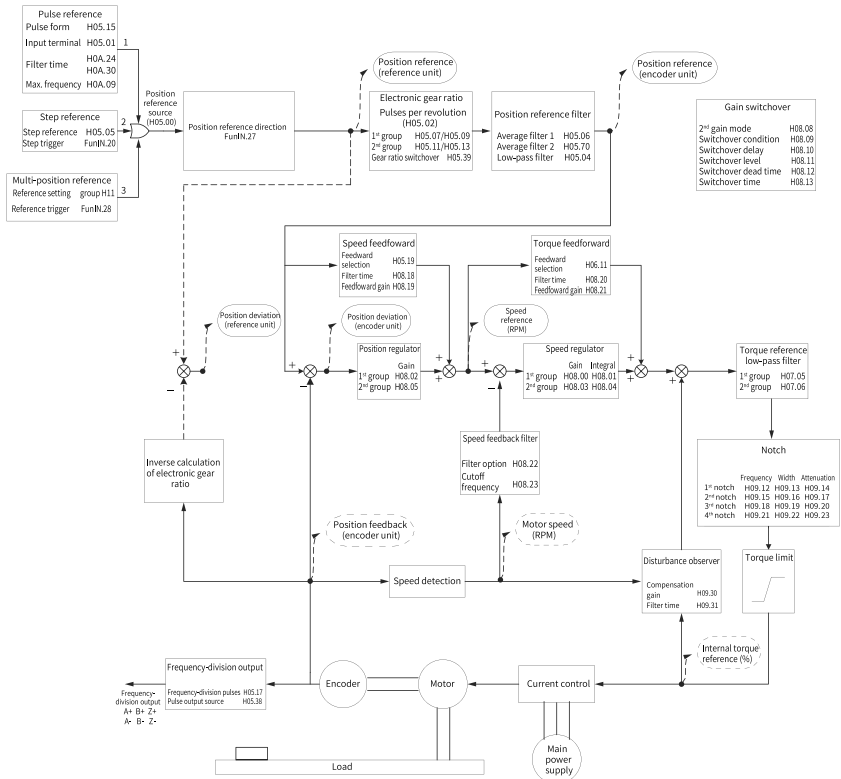 Pulse reference
Pulse form H05.15
Input terminal H05.01
Filter time H0A.24
H0A.30
Max. frequency H0A.09
1
Step reference
Step reference H05.05
Step trigger FunIN.20
2
Multi-position reference
Reference setting group H11
Reference trigger FunIN.28
3
Position
reference
source
(H05.00)
Position reference direction
FunIN.27
Position reference
(reference unit)
Electronic gear ratio
Pulses per revolution
(H05.02)
1st group H05.07/H05.09
2nd group H05.11/H05.13
Gear ratio switchover H05.39
Position reference filter
Average filter 1 H05.06
Average filter 2 H05.70
Low-pass filter H05.04
Position reference
(encoder unit)
Gain switchover
2nd gain mode H08.08
Switchover condition H08.09
Switchover delay H08.10
Switchover level H08.11
Switchover dead time H08.12
Switchover time H08.13
Speed feedfoward
Feedward
selection H05.19
Filter time H08.18
Feedfoward gain H08.19
Torque feedforward
Feedward
selection H06.11
Filter time H08.20
Feedfoward gain H08.21
Position deviation
(reference unit)
Position deviation
(encoder unit)
Speed
reference
(RPM)
+
−
+
−
Position regulator
Gain
1st group H08.02
2nd group H08.05
+
+
+
−
Speed regulator
Gain Integral
1st group H08.00 H08.01
2nd group H08.03 H08.04
+
+
+
Torque reference
low-pass filter
1st group H07.05
2nd group H07.06
Inverse calculation
of electronic gear
ratio
Speed feedback filter
Filter option H08.22
Cutoff
frequency H08.23
Notch
Frequency Width Attenuation
1st notch H09.12 H09.13 H09.14
2nd notch H09.15 H09.16 H09.17
3rd notch H09.18 H09.19 H09.20
4th notch H09.21 H09.22 H09.23
Position feedback
(encoder unit)
Motor speed
(RPM)
Speed detection
Disturbance observer
Compensation
gain H09.30
Filter time H09.31
Torque limit
Internal torque
reference (%)
Frequency-division output
Frequency-division pulses H05.17
Pulse output source H05.38
Frequency-
division output
A+ B+ Z+
A- B- Z-
Encoder
Motor
Current control
Main
power
supply
Load